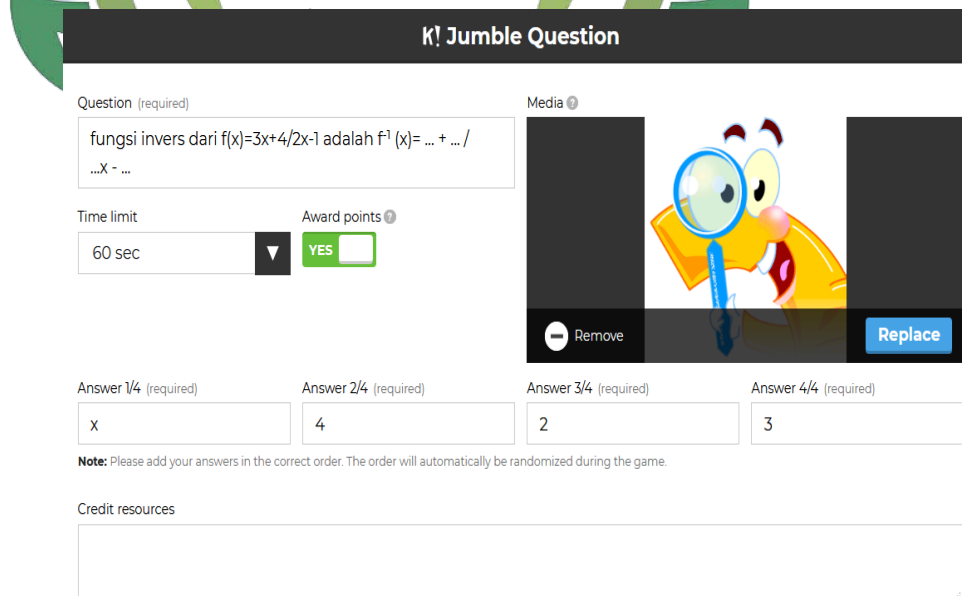 K! Jumble Question
Question (required)
fungsi invers dari f(x)=3x+4/2x-1 adalah f⁻¹ (x)= ... + ... /
...x - ...
Media ?
Time limit
60 sec
Award points ?
YES
Remove
Replace
Answer 1/4 (required)
x
Answer 2/4 (required)
4
Answer 3/4 (required)
2
Answer 4/4 (required)
3
Note: Please add your answers in the correct order. The order will automatically be randomized during the game.
Credit resources